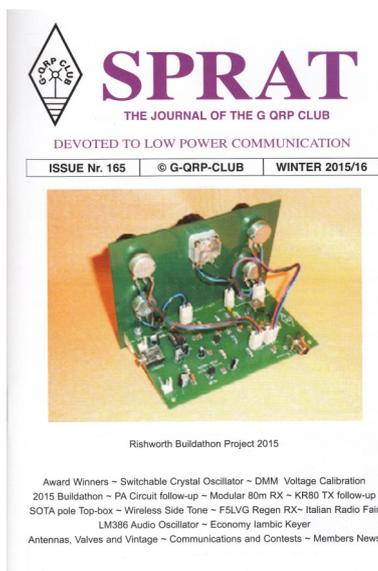 G-QRP CLUB
SPRAT
THE JOURNAL OF THE G QRP CLUB
DEVOTED TO LOW POWER COMMUNICATION
ISSUE Nr. 165 © G-QRP-CLUB WINTER 2015/16
Rishworth Buildathon Project 2015
Award Winners ~ Switchable Crystal Oscillator ~ DMM Voltage Calibration
2015 Buildathon ~ PA Circuit follow-up ~ Modular 80m RX ~ KR80 TX follow-up
SOTA pole Top-box ~ Wireless Side Tone ~ F5LVG Regen RX~ Italian Radio Fair
LM386 Audio Oscillator ~ Economy Iambic Keyer
Antennas, Valves and Vintage ~ Communications and Contests ~ Members News